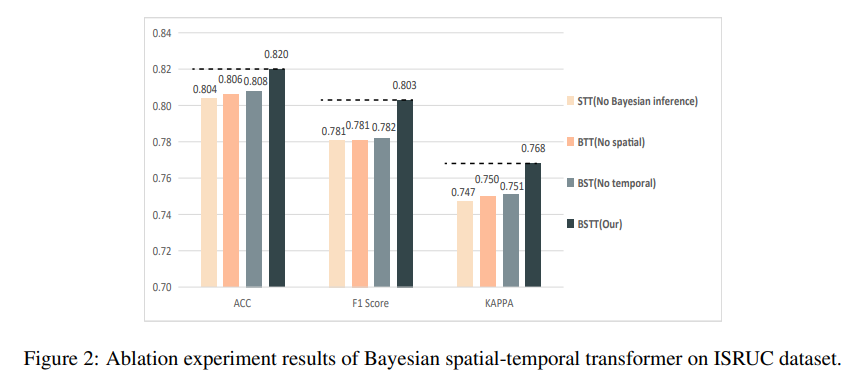 0.84
0.82
0.80
0.78
0.76
0.74
0.72
0.70
0.804
0.806
0.808
0.820
0.781
0.781
0.782
0.803
0.747
0.750
0.751
0.768
ACC
F1 Score
KAPPA
STT(No Bayesian inference)
BTT(No spatial)
BST(No temporal)
BSTT(Our)
Figure 2: Ablation experiment results of Bayesian spatial-temporal transformer on ISRUC dataset.